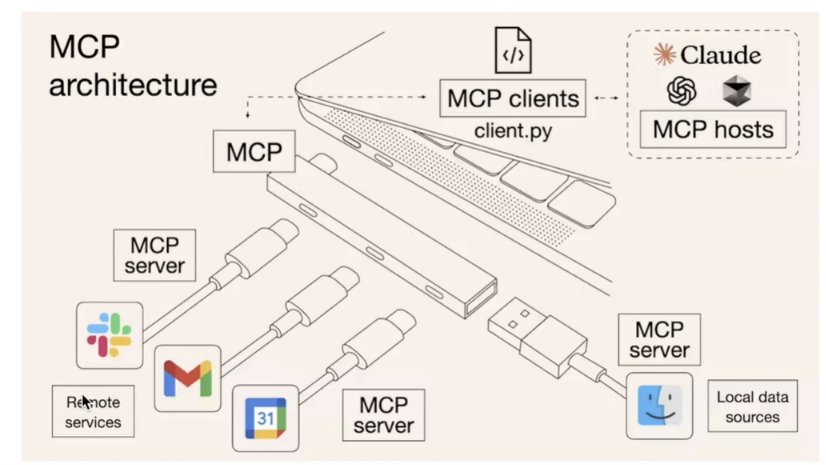 MCP
architecture
</>
MCP clients
client.py
Claude
MCP hosts
MCP
MCP
server
MCP
server
31
Remote
services
MCP
server
Local data
sources